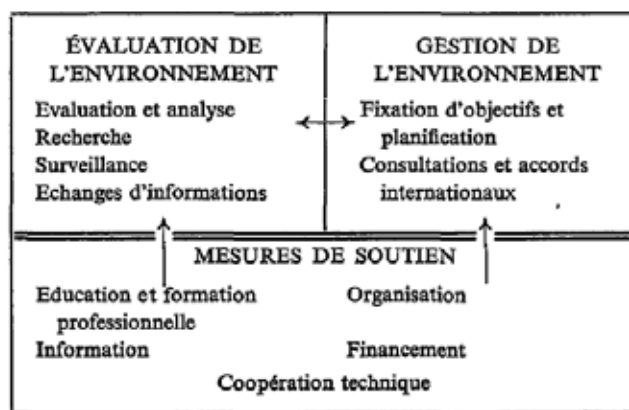 ÉVALUATION DE
L'ENVIRONNEMENT
Evaluation et analyse
Recherche
Surveillance
Echanges d'informations
GESTION DE
L'ENVIRONNEMENT
Fixation d'objectifs et
planification
Consultations et accords
internationaux
MESURES DE SOUTIEN
Education et formation
professionnelle
Information
Organisation
Financement
Coopération technique